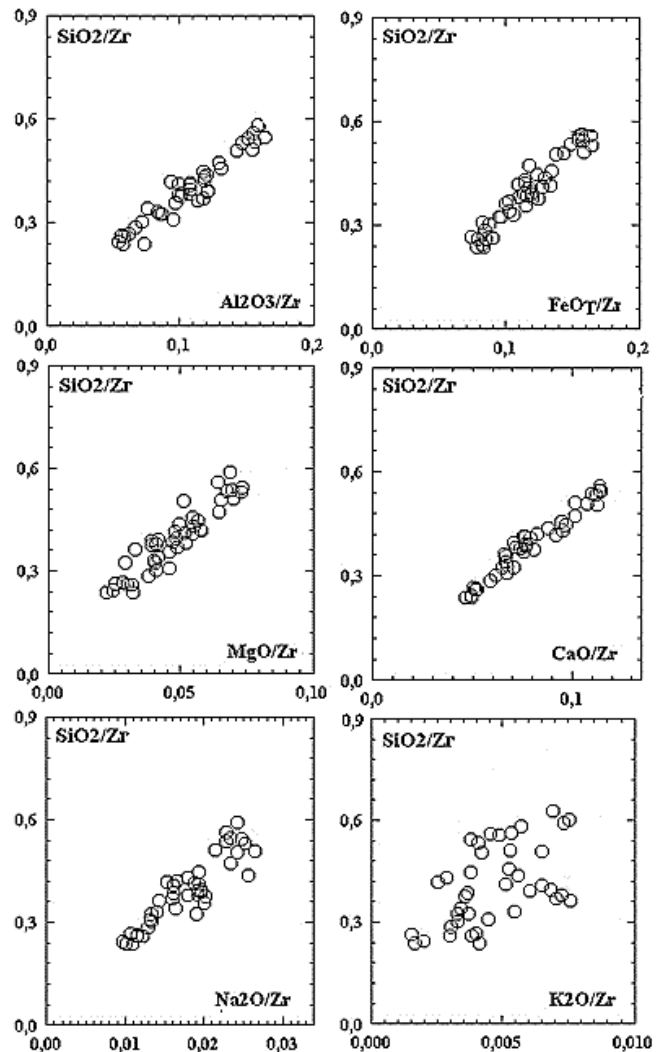 0,9 SiO2/Zr
0,6
0,3
Al2O3/Zr
0,0
0,1 0,2
0,9 SiO2/Zr
0,6
0,3
FeOT/Zr
0,0
0,0 0,1 0,2
0,9 SiO2/Zr
0,6
0,3
MgO/Zr
0,0
0,00 0,05 0,10
0,9 SiO2/Zr
0,6
0,3
CaO/Zr
0,0
0,0 0,1
0,9 SiO2/Zr
0,6
0,3
Na2O/Zr
0,0
0,00 0,01 0,02 0,03
0,9 SiO2/Zr
0,6
0,3
K2O/Zr
0,0
0,000 0,005 0,010